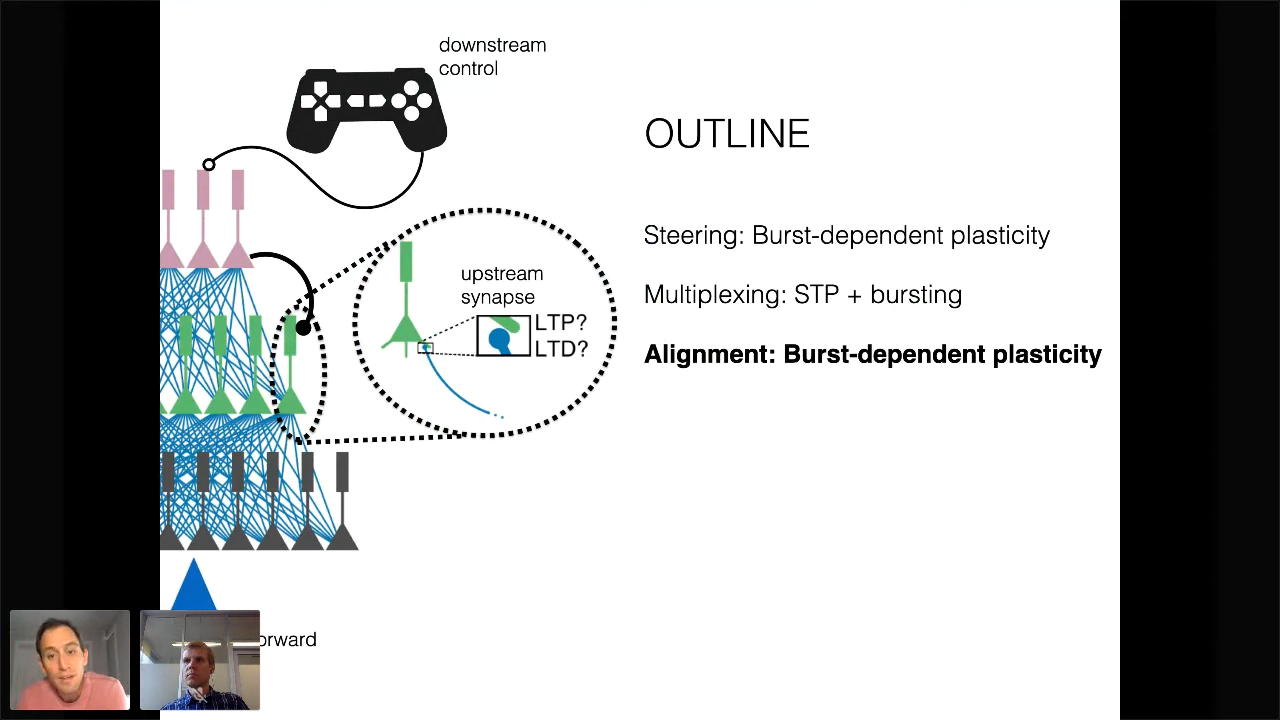 downstream
control
OUTLINE
Steering: Burst-dependent plasticity
Multiplexing: STP + bursting
Alignment: Burst-dependent plasticity
upstream
synapse
LTP?
LTD?
orward